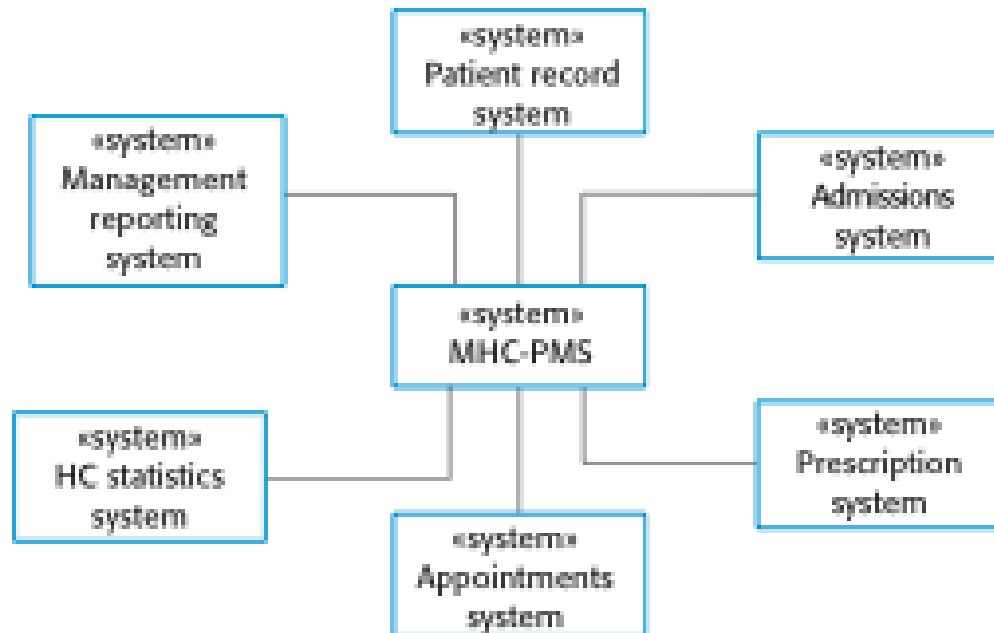 «system»
Patient record
system
«system»
Management
reporting
system
«system»
Admissions
system
«system»
MHC-PMS
«system»
HC statistics
system
«system»
Prescription
system
«system»
Appointments
system